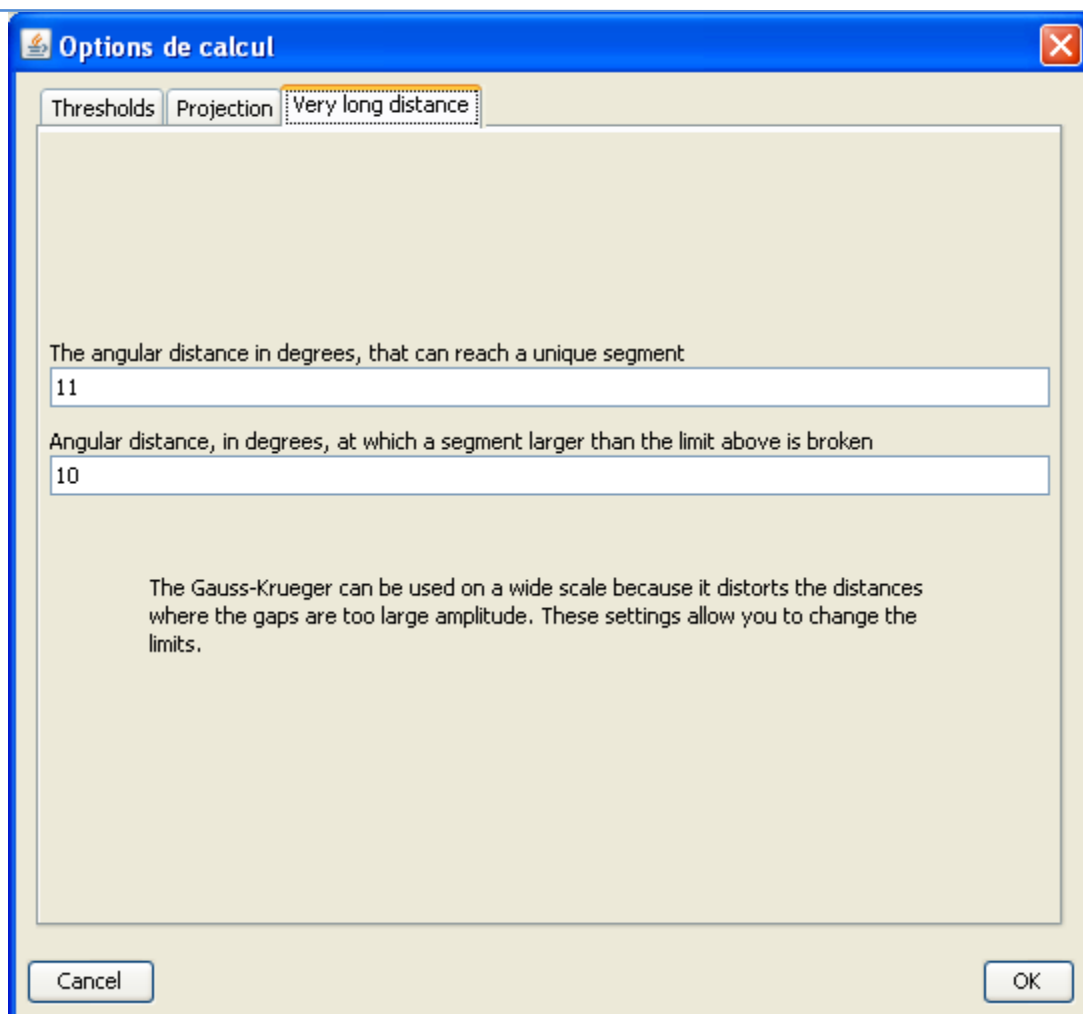 Options de calcul
Thresholds Projection Very long distance
The angular distance in degrees, that can reach a unique segment
11
Angular distance, in degrees, at which a segment larger than the limit above is broken
10
The Gauss-Krueger can be used on a wide scale because it distorts the distances
where the gaps are too large amplitude. These settings allow you to change the
limits.
Cancel OK